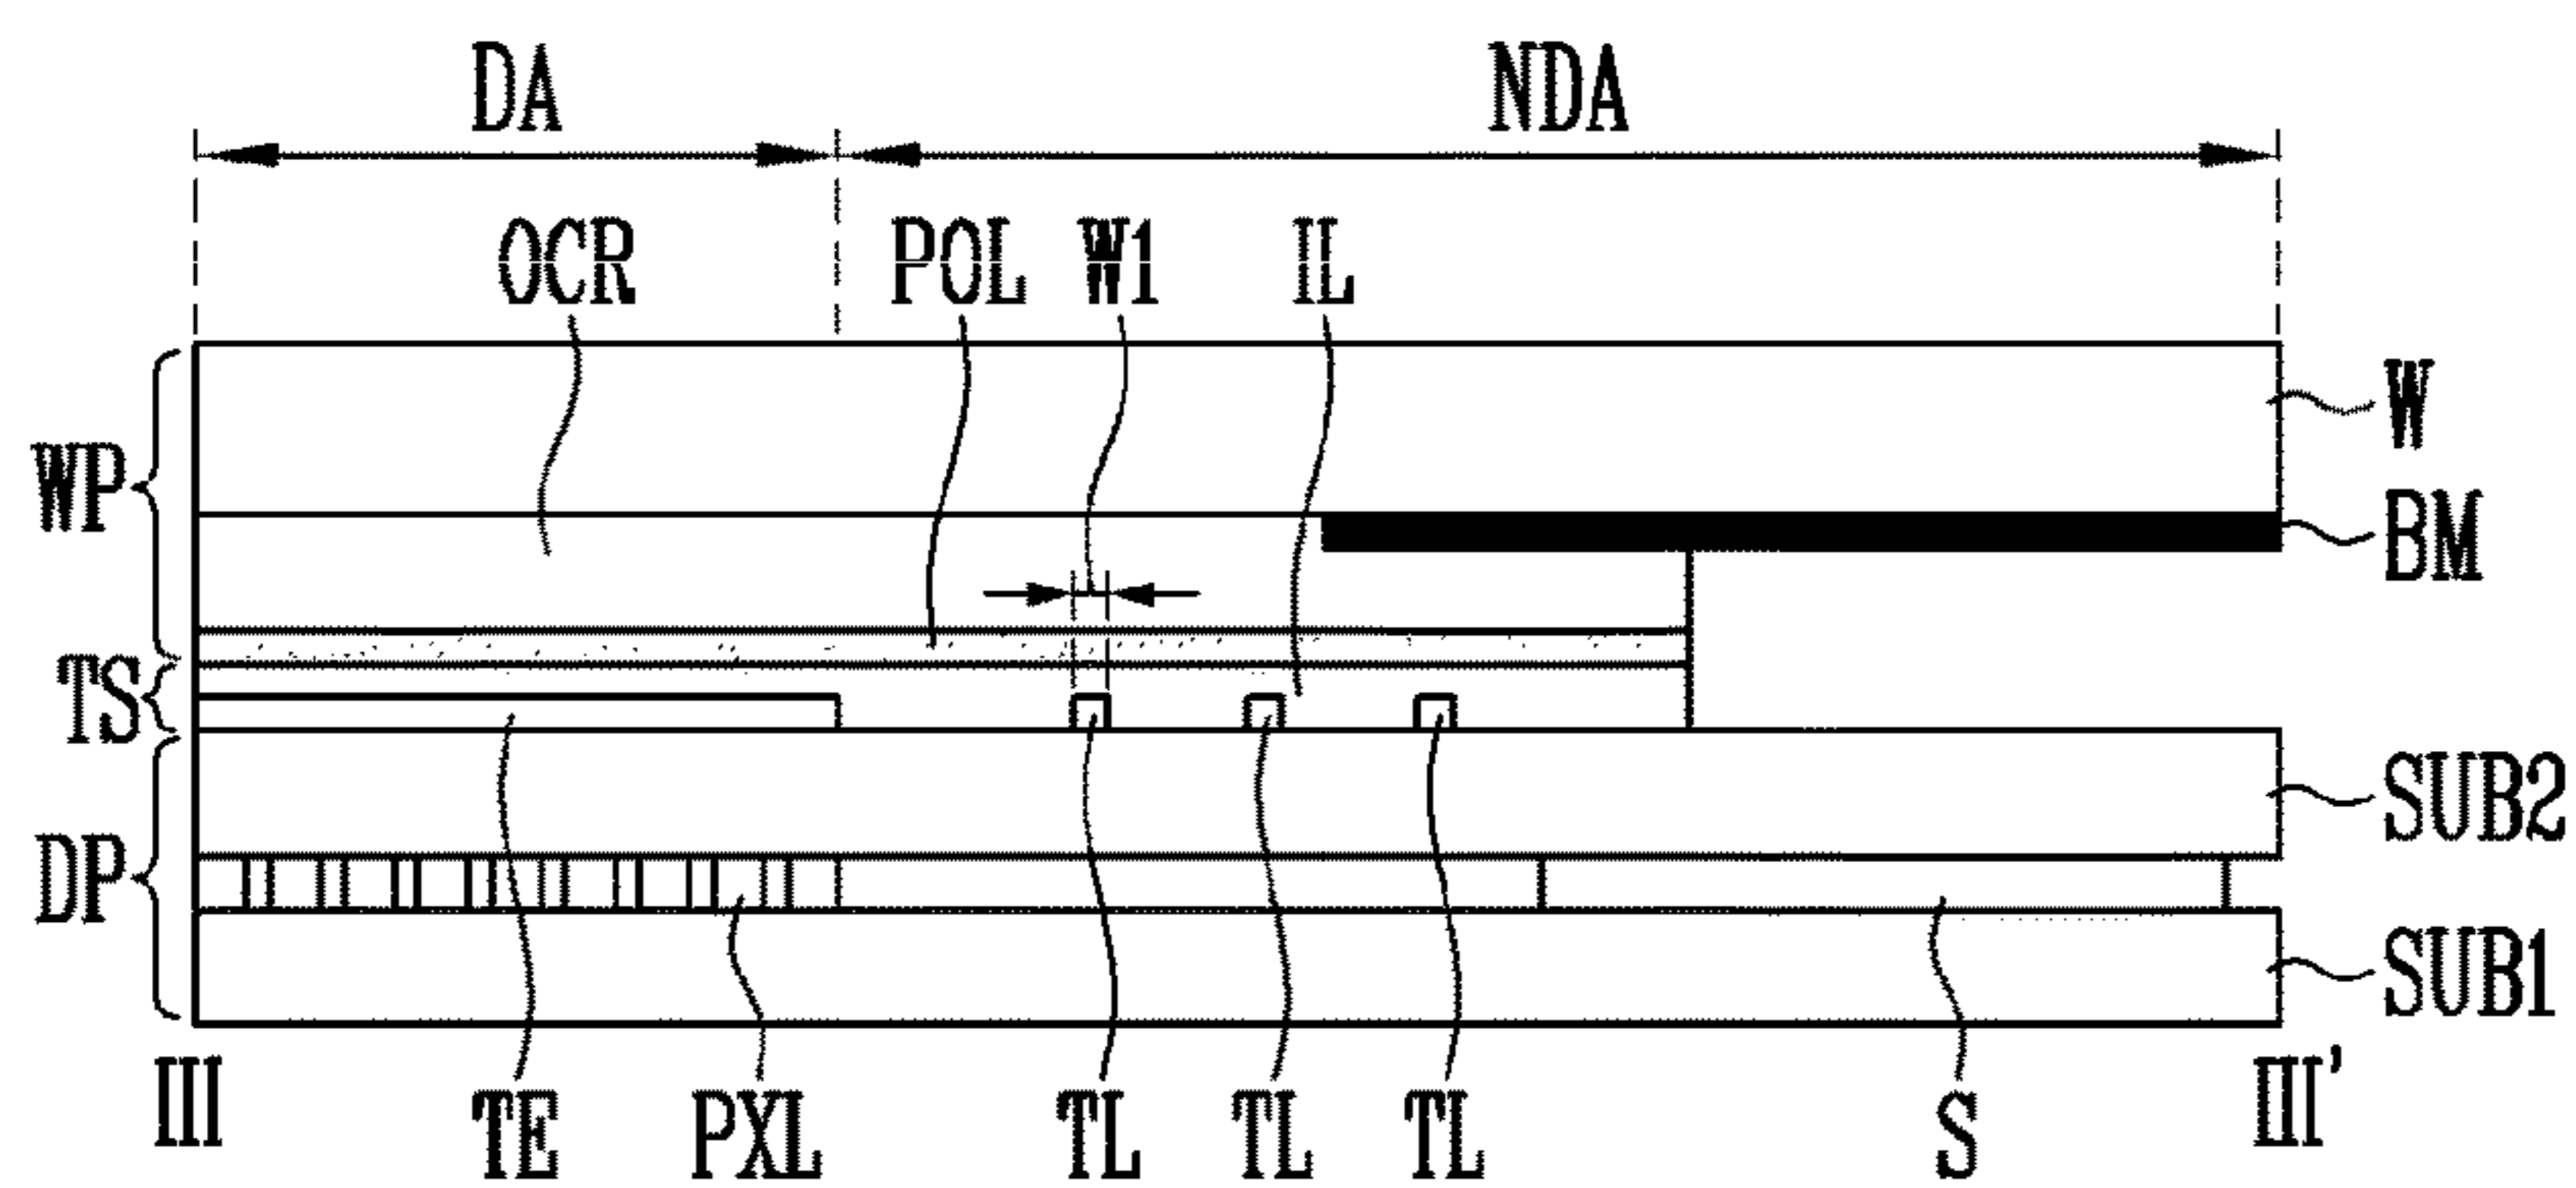 DA NDA
OCR POL W1 IL
W
WP
BM
TS
SUB2
DP
SUB1
III III'
TE PXL TL TL TL S